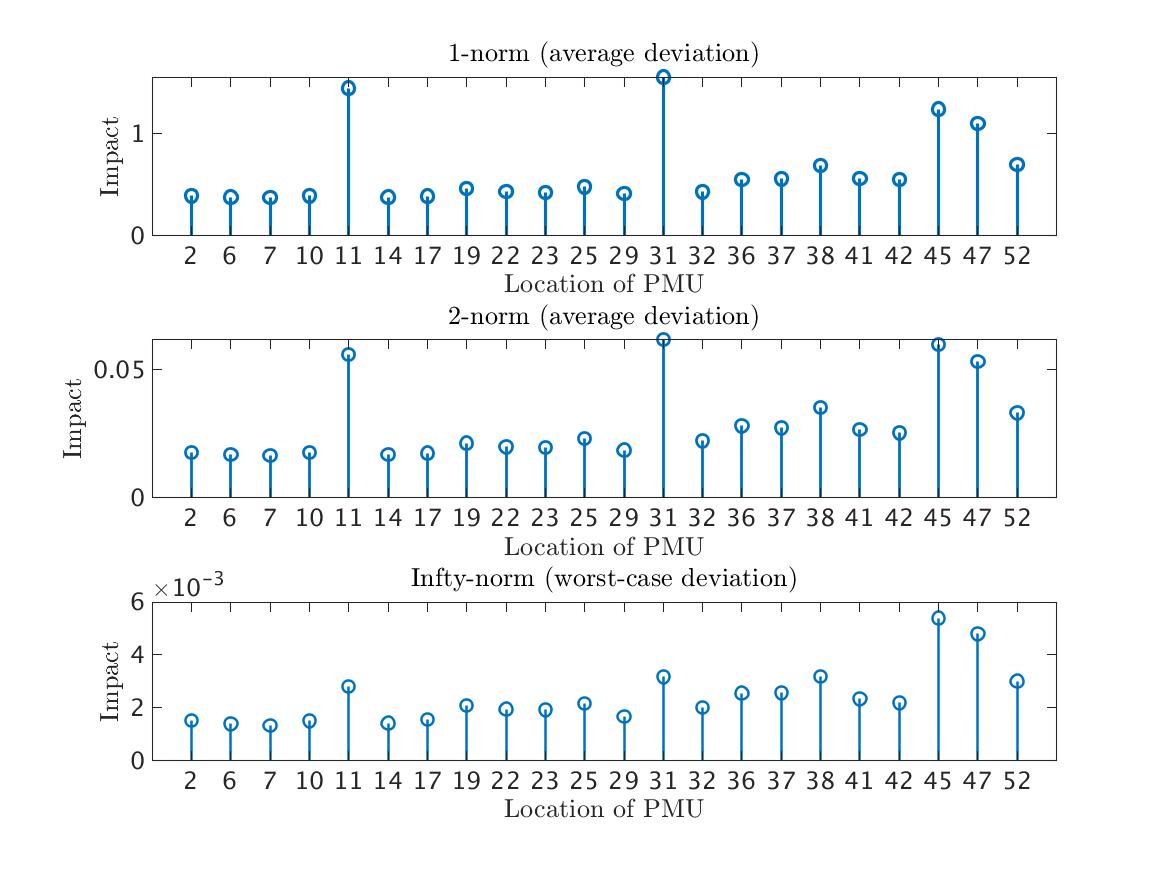 1-norm (average deviation)
Impact
1
0
2 6 7 10 11 14 17 19 22 23 25 29 31 32 36 37 38 41 42 45 47 52
Location of PMU
2-norm (average deviation)
Impact
0.05
0
2 6 7 10 11 14 17 19 22 23 25 29 31 32 36 37 38 41 42 45 47 52
Location of PMU
Infty-norm (worst-case deviation)
×10⁻³
Impact
6
4
2
0
2 6 7 10 11 14 17 19 22 23 25 29 31 32 36 37 38 41 42 45 47 52
Location of PMU